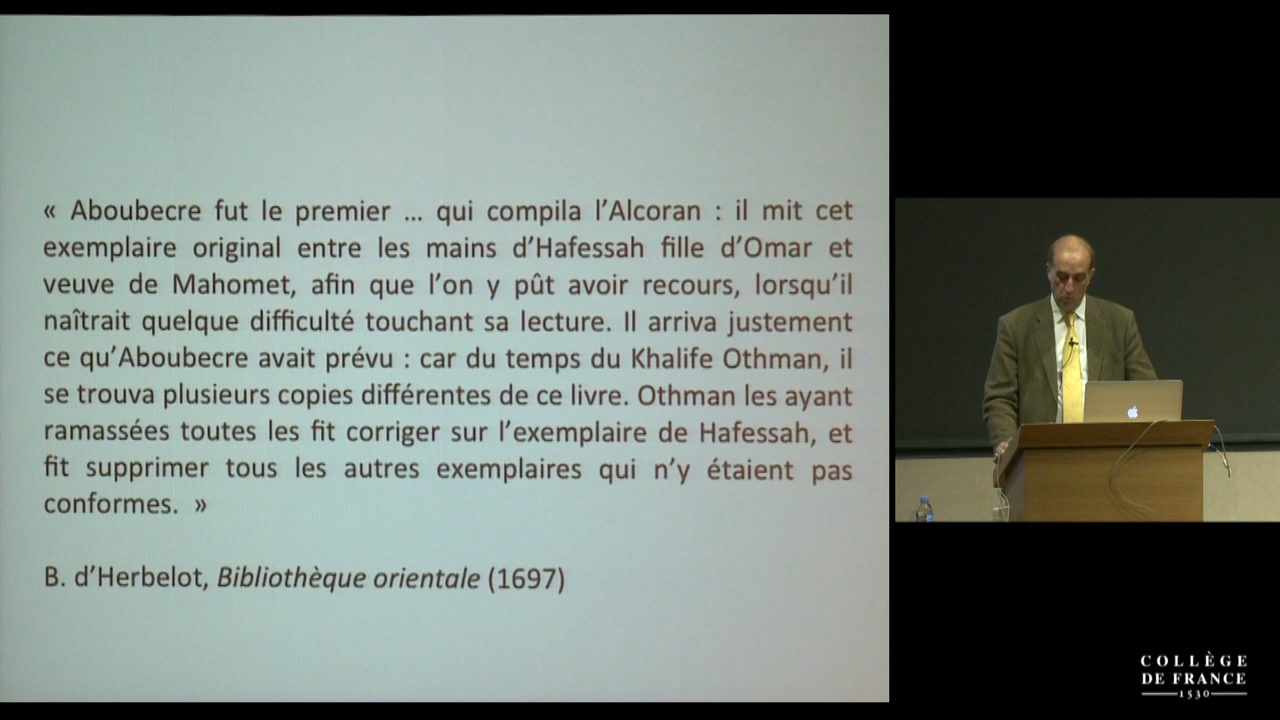 « Aboubecre fut le premier ... qui compila l'Alcoran : il mit cet
exemplaire original entre les mains d'Hafessah fille d'Omar et
veuve de Mahomet, afin que l'on y pût avoir recours, lorsqu'il
naîtrait quelque difficulté touchant sa lecture. Il arriva justement
ce qu'Aboubecre avait prévu : car du temps du Khalife Othman, il
se trouva plusieurs copies différentes de ce livre. Othman les ayant
ramassées toutes les fit corriger sur l'exemplaire de Hafessah, et
fit supprimer tous les autres exemplaires qui n'y étaient pas
conformes. »
B. d'Herbelot, Bibliothèque orientale (1697)
COLLÈGE
DE FRANCE
1530